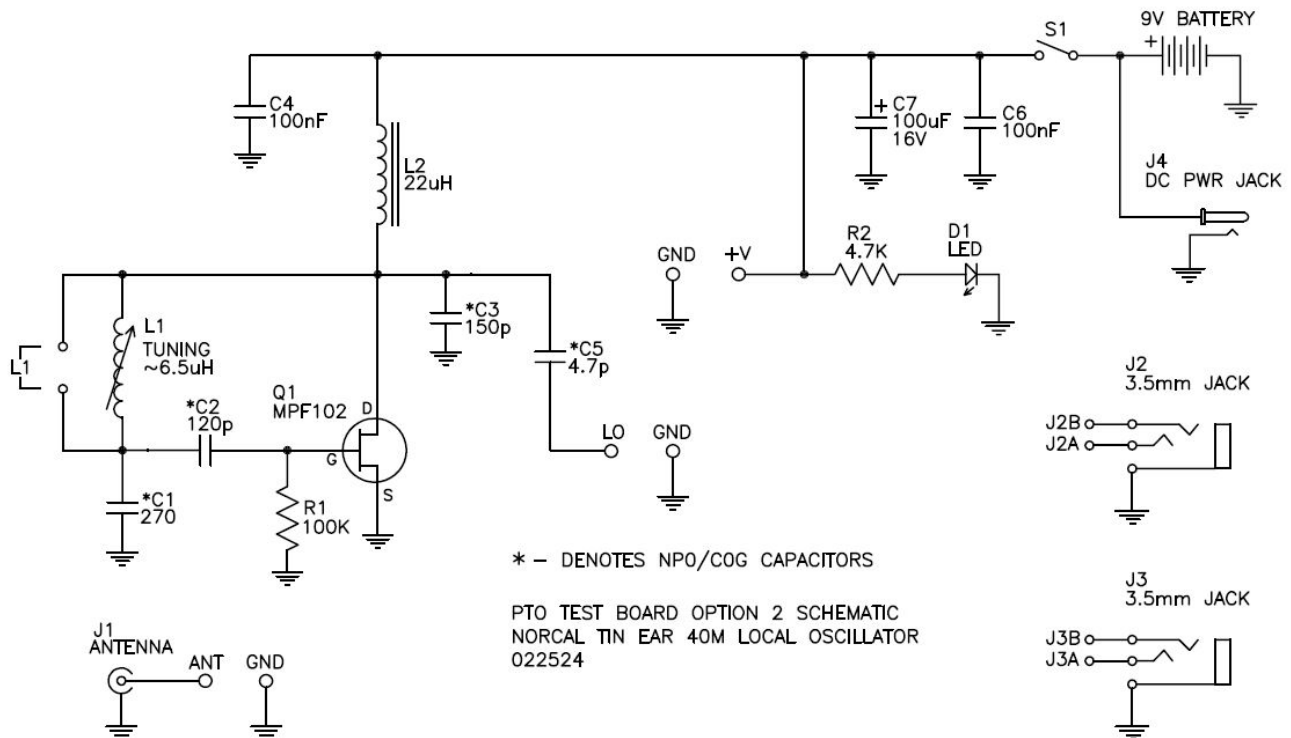 9V BATTERY
+
S1
C4
100nF
L2
22uH
+
C7
100uF
16V
C6
100nF
J4
DC PWR JACK
R2
4.7K
D1
LED
GND
+V
*C3
150p
*C5
4.7p
L1
L1
TUNING
~6.5uH
*C2
120p
Q1
MPF102
D
G
S
LO
GND
*C1
270
R1
100K
J2
3.5mm JACK
J2B
J2A
* – DENOTES NPO/COG CAPACITORS
PTO TEST BOARD OPTION 2 SCHEMATIC
NORCAL TIN EAR 40M LOCAL OSCILLATOR
022524
J3
3.5mm JACK
J3B
J3A
J1
ANTENNA
ANT
GND